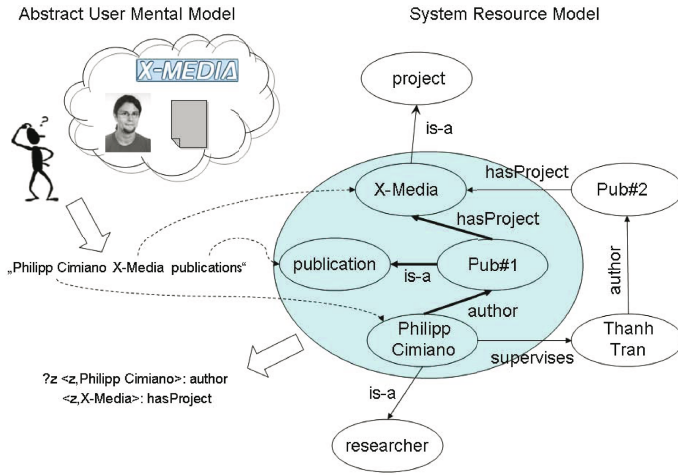 Abstract User Mental Model
System Resource Model
X-MEDIA
?
project
is-a
hasProject
X-Media
Pub#2
hasProject
„Philipp Cimiano X-Media publications“
publication
is-a
Pub#1
author
author
Philipp
Cimiano
supervises
Thanh
Tran
?z <z,Philipp Cimiano>: author
<z,X-Media>: hasProject
is-a
researcher